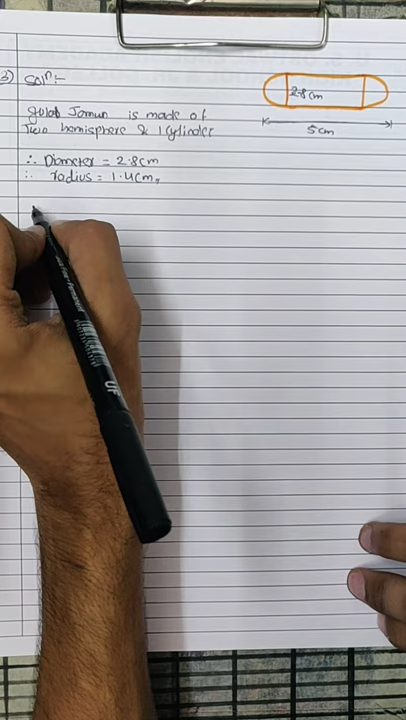 3) Solⁿ:-
2.8cm
5cm
gulab Jamun is made of
Two hemisphere & 1 Cylinder
∴ Diameter = 2.8cm
∴ radius = 1.4cm,
UF